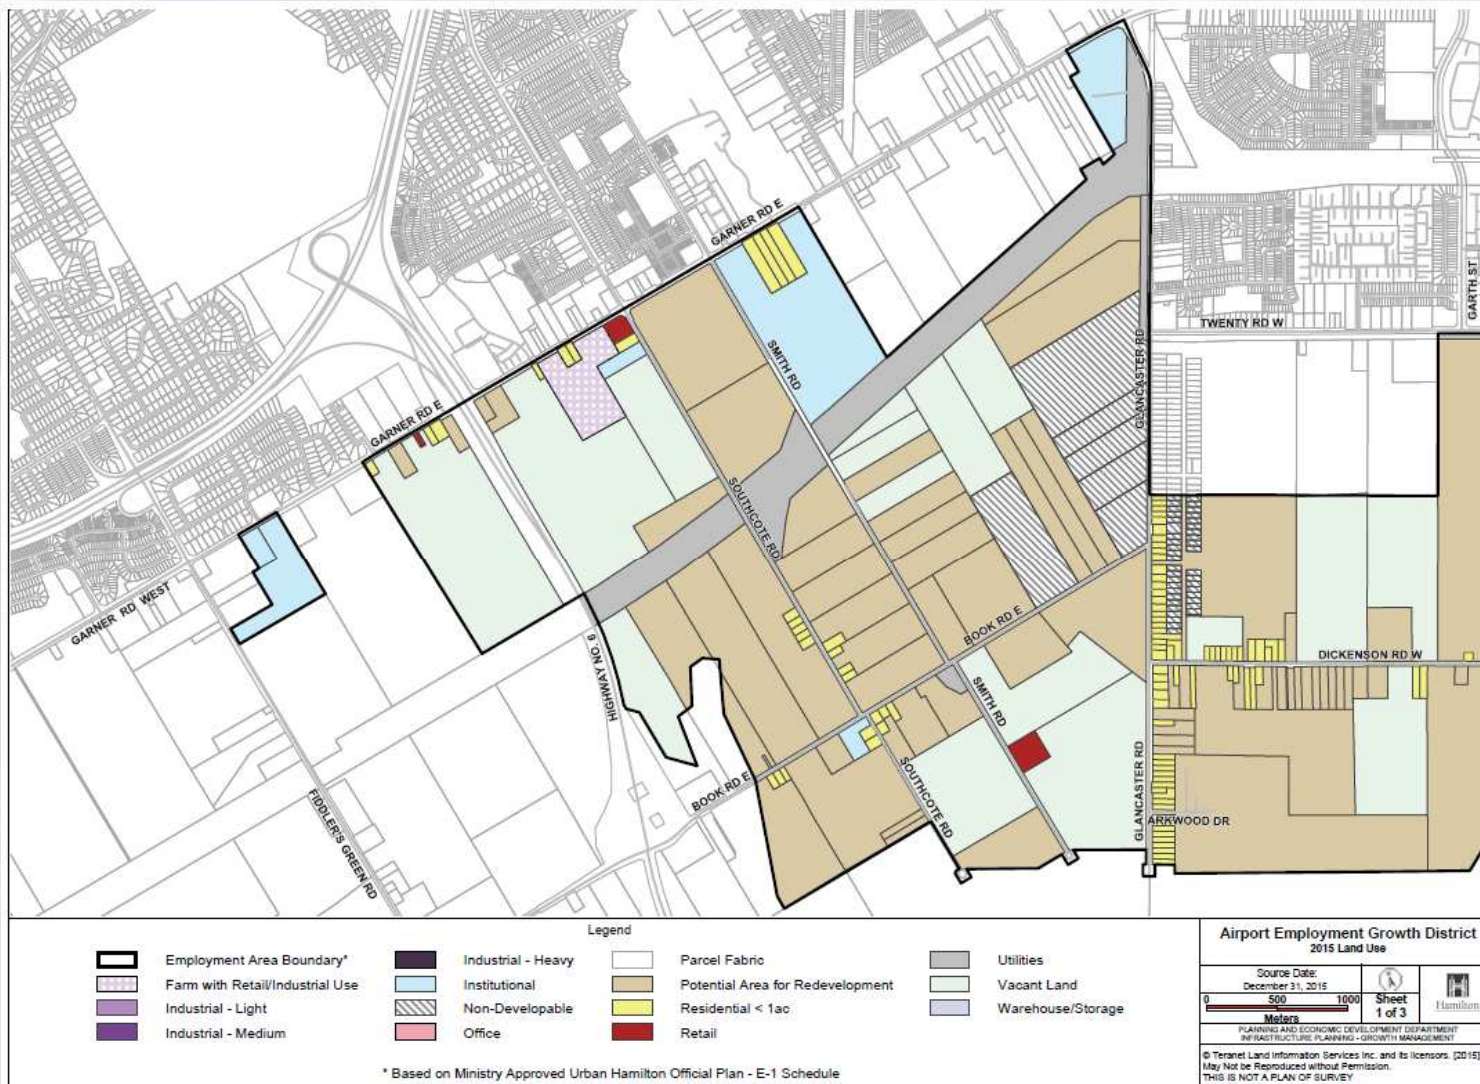 GARNER RD E
TWENTY RD W
GARTH ST
SMITH RD
GLANCASTER RD
GARNER RD E
SOUTHCOTE RD
GARNER RD WEST
BOOK RD E
HIGHWAY NO. 6
SMITH RD
DICKENSON RD W
BOOK RD E
SOUTHCOTE RD
GLANCASTER RD
ARKWOOD DR
FIDDLER'S GREEN RD
Legend
Employment Area Boundary*
Farm with Retail/Industrial Use
Industrial - Light
Industrial - Medium
Industrial - Heavy
Institutional
Non-Developable
Office
Parcel Fabric
Potential Area for Redevelopment
Residential < 1ac
Retail
Utilities
Vacant Land
Warehouse/Storage
* Based on Ministry Approved Urban Hamilton Official Plan - E-1 Schedule
Airport Employment Growth District
2015 Land Use
Source Date:
December 31, 2015
0 500 1000
Meters
Sheet
1 of 3
Hamilton
PLANNING AND ECONOMIC DEVELOPMENT DEPARTMENT
INFRASTRUCTURE PLANNING - GROWTH MANAGEMENT
© Teranet Land Information Services Inc. and its licensors. [2015]
May Not be Reproduced without Permission.
THIS IS NOT A PLAN OF SURVEY